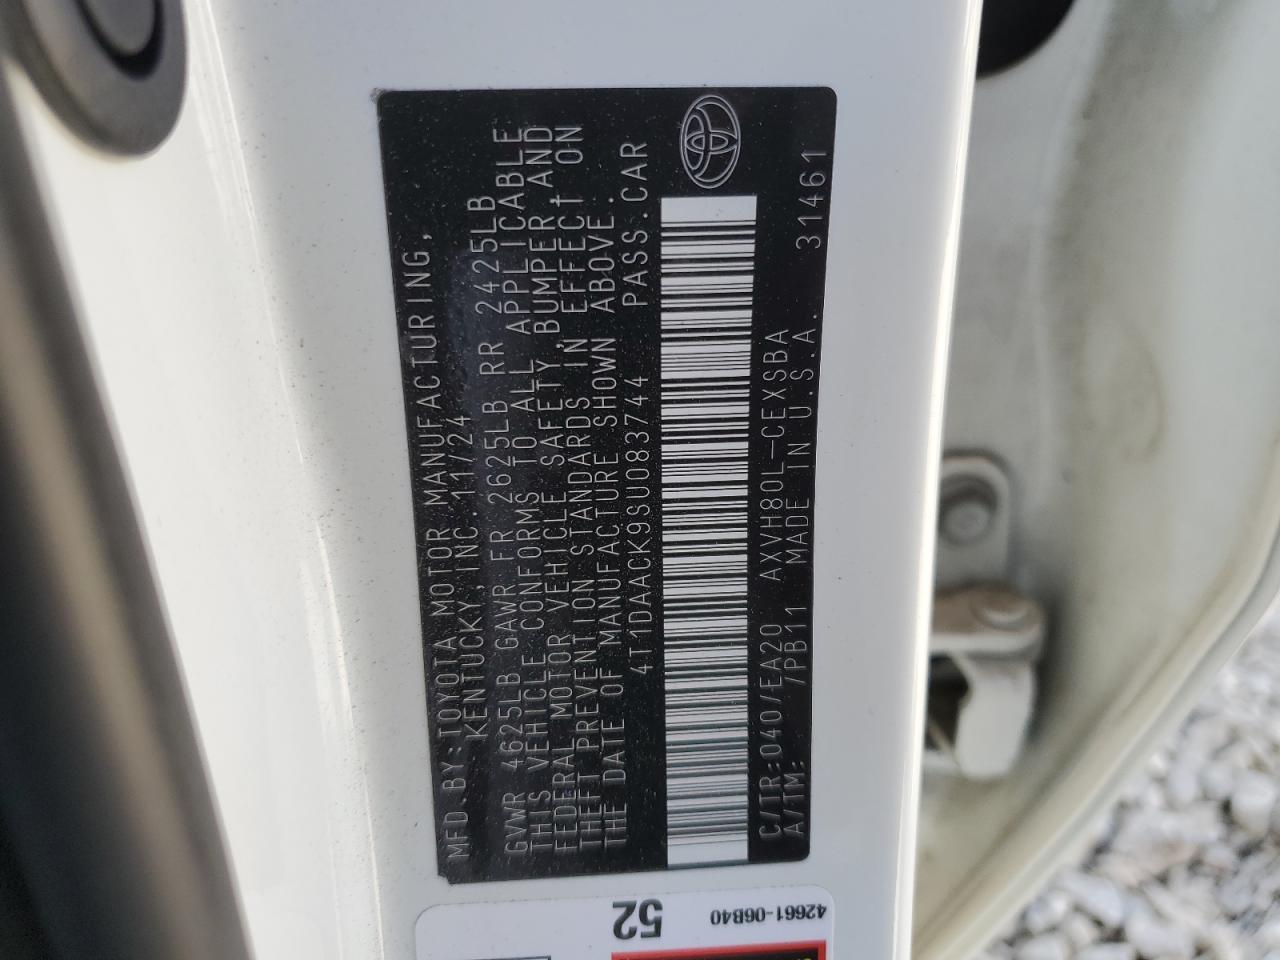 MFD.BY:TOYOTA MOTOR MANUFACTURING,
KENTUCKY,INC.11/24
GVWR 4625LB GAWR FR 2625LB RR 2425LB
THIS VEHICLE CONFORMS TO ALL APPLICABLE
FEDERAL MOTOR VEHICLE SAFETY,BUMPER,AND
THEFT PREVENTION STANDARDS IN EFFECT ON
THE DATE OF MANUFACTURE SHOWN ABOVE.
4T1DAACK9SU083744 PASS.CAR
C/TR:040/EA20 AXVH80L-CEXSBA
A/TM: /PB11 MADE IN U.S.A. 31461
52
42661-06B40